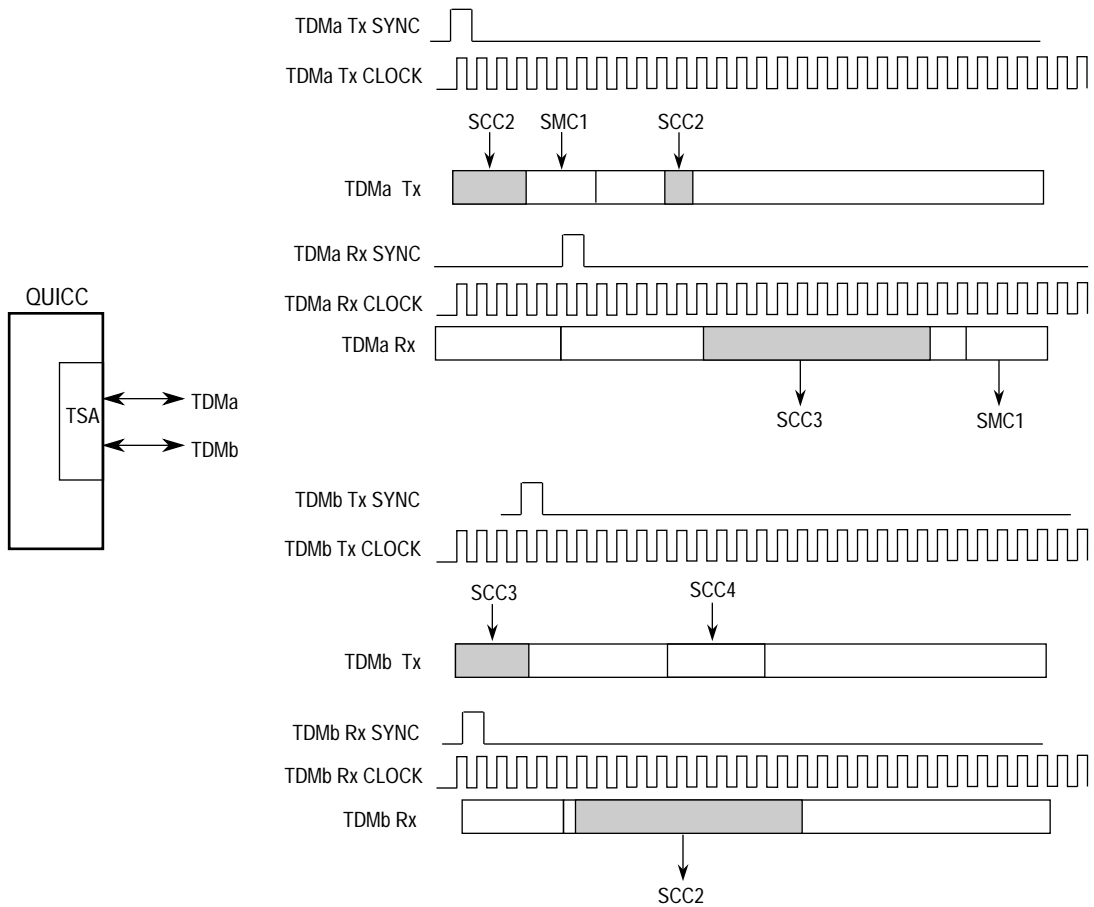 TDMa Tx SYNC
TDMa Tx CLOCK
SCC2 SMC1 SCC2
TDMa Tx
TDMa Rx SYNC
TDMa Rx CLOCK
TDMa Rx
SCC3 SMC1
QUICC
TSA
TDMa
TDMb
TDMb Tx SYNC
TDMb Tx CLOCK
SCC3 SCC4
TDMb Tx
TDMb Rx SYNC
TDMb Rx CLOCK
TDMb Rx
SCC2